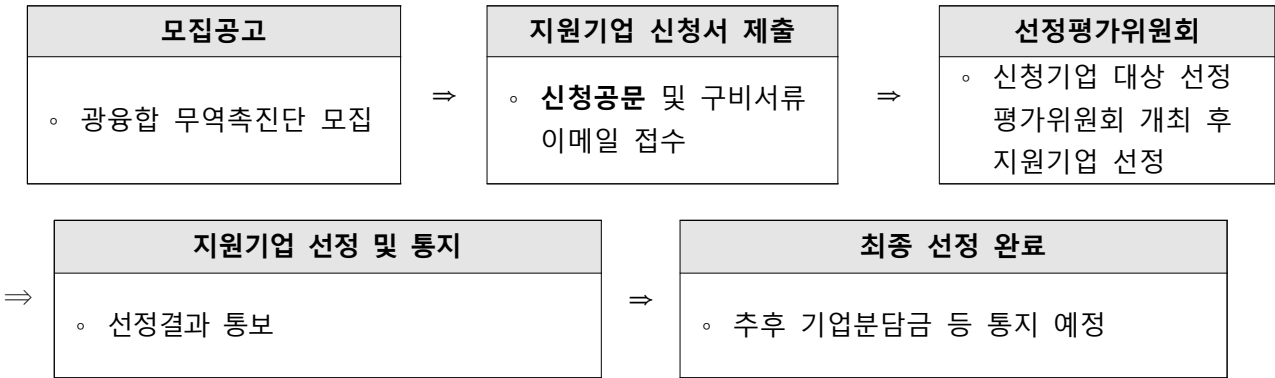 모집공고
◦ 광융합 무역촉진단 모집
⇒
지원기업 신청서 제출
◦ 신청공문 및 구비서류
이메일 접수
⇒
선정평가위원회
◦ 신청기업 대상 선정
평가위원회 개최 후
지원기업 선정
⇒
지원기업 선정 및 통지
◦ 선정결과 통보
⇒
최종 선정 완료
◦ 추후 기업분담금 등 통지 예정